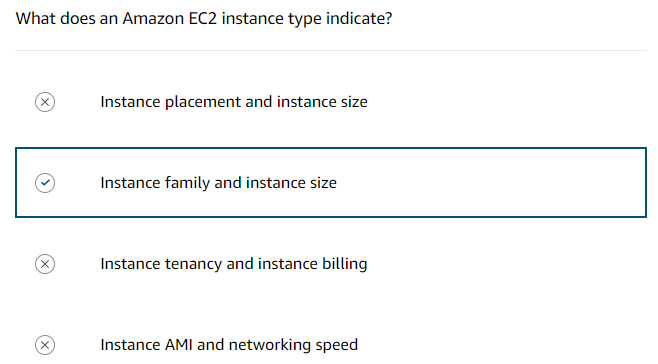 What does an Amazon EC2 instance type indicate?
Instance placement and instance size
Instance family and instance size
Instance tenancy and instance billing
Instance AMI and networking speed